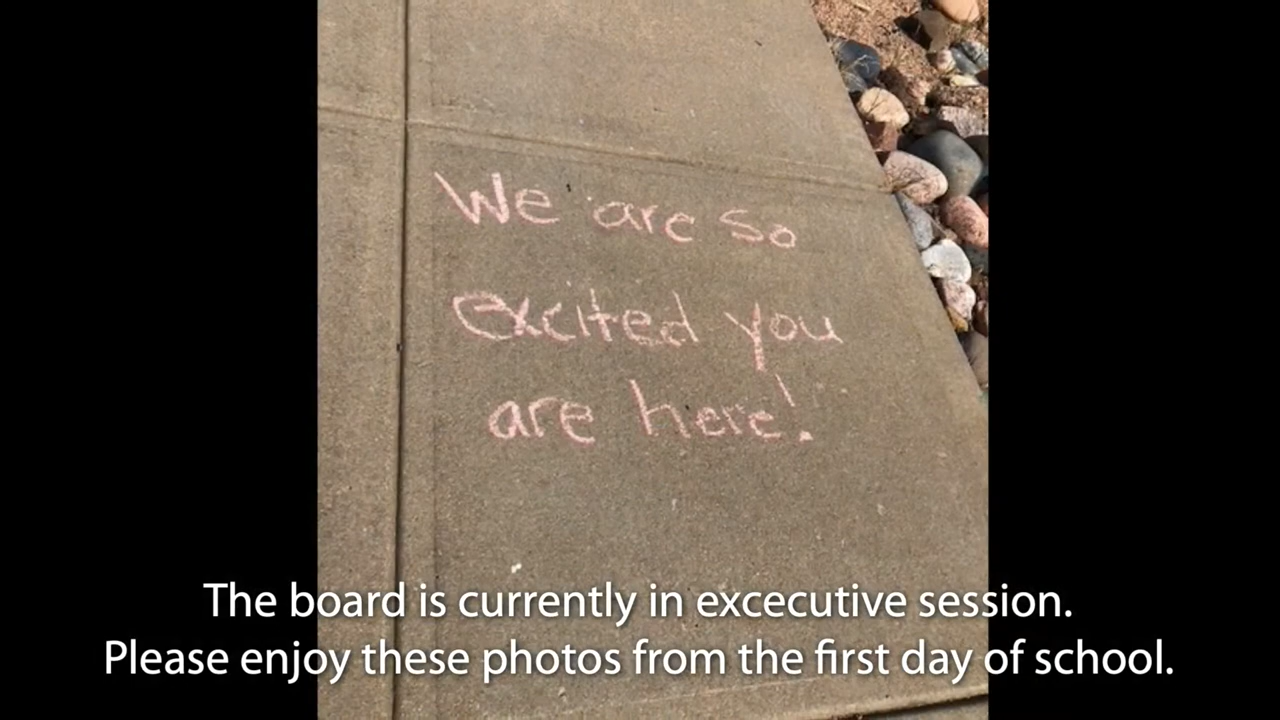 We are so
excited you
are here!
The board is currently in excecutive session.
Please enjoy these photos from the first day of school.